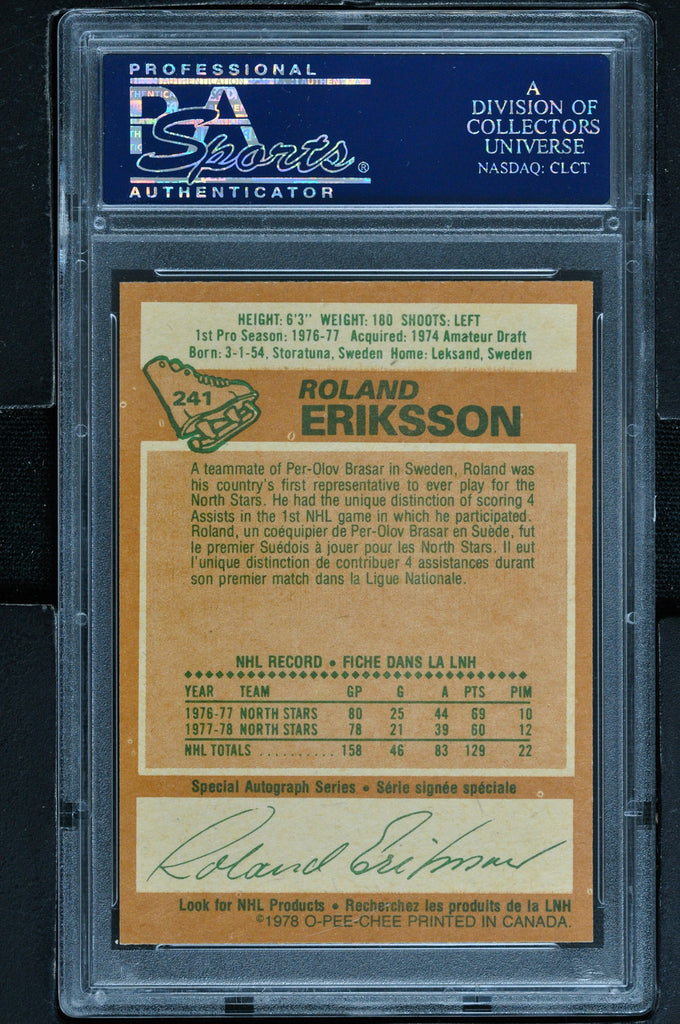 PROFESSIONAL
PSA
Sports®
AUTHENTICATOR
A
DIVISION OF
COLLECTORS
UNIVERSE
NASDAQ: CLCT
HEIGHT: 6'3" WEIGHT: 180 SHOOTS: LEFT
1st Pro Season: 1976-77 Acquired: 1974 Amateur Draft
Born: 3-1-54, Storatuna, Sweden Home: Leksand, Sweden
241
ROLAND
ERIKSSON
A teammate of Per-Olov Brasar in Sweden, Roland was
his country's first representative to ever play for the
North Stars. He had the unique distinction of scoring 4
Assists in the 1st NHL game in which he participated.
Roland, un coéquipier de Per-Olov Brasar en Suède, fut
le premier Suédois à jouer pour les North Stars. Il eut
l'unique distinction de contribuer 4 assistances durant
son premier match dans la Ligue Nationale.
NHL RECORD • FICHE DANS LA LNH
YEAR TEAM GP G A PTS PIM
1976-77 NORTH STARS 80 25 44 69 10
1977-78 NORTH STARS 78 21 39 60 12
NHL TOTALS .......... 158 46 83 129 22
Special Autograph Series • Série signée spéciale
Roland Eriksson
Look for NHL Products • Recherchez les produits de la LNH
©1978 O-PEE-CHEE PRINTED IN CANADA.